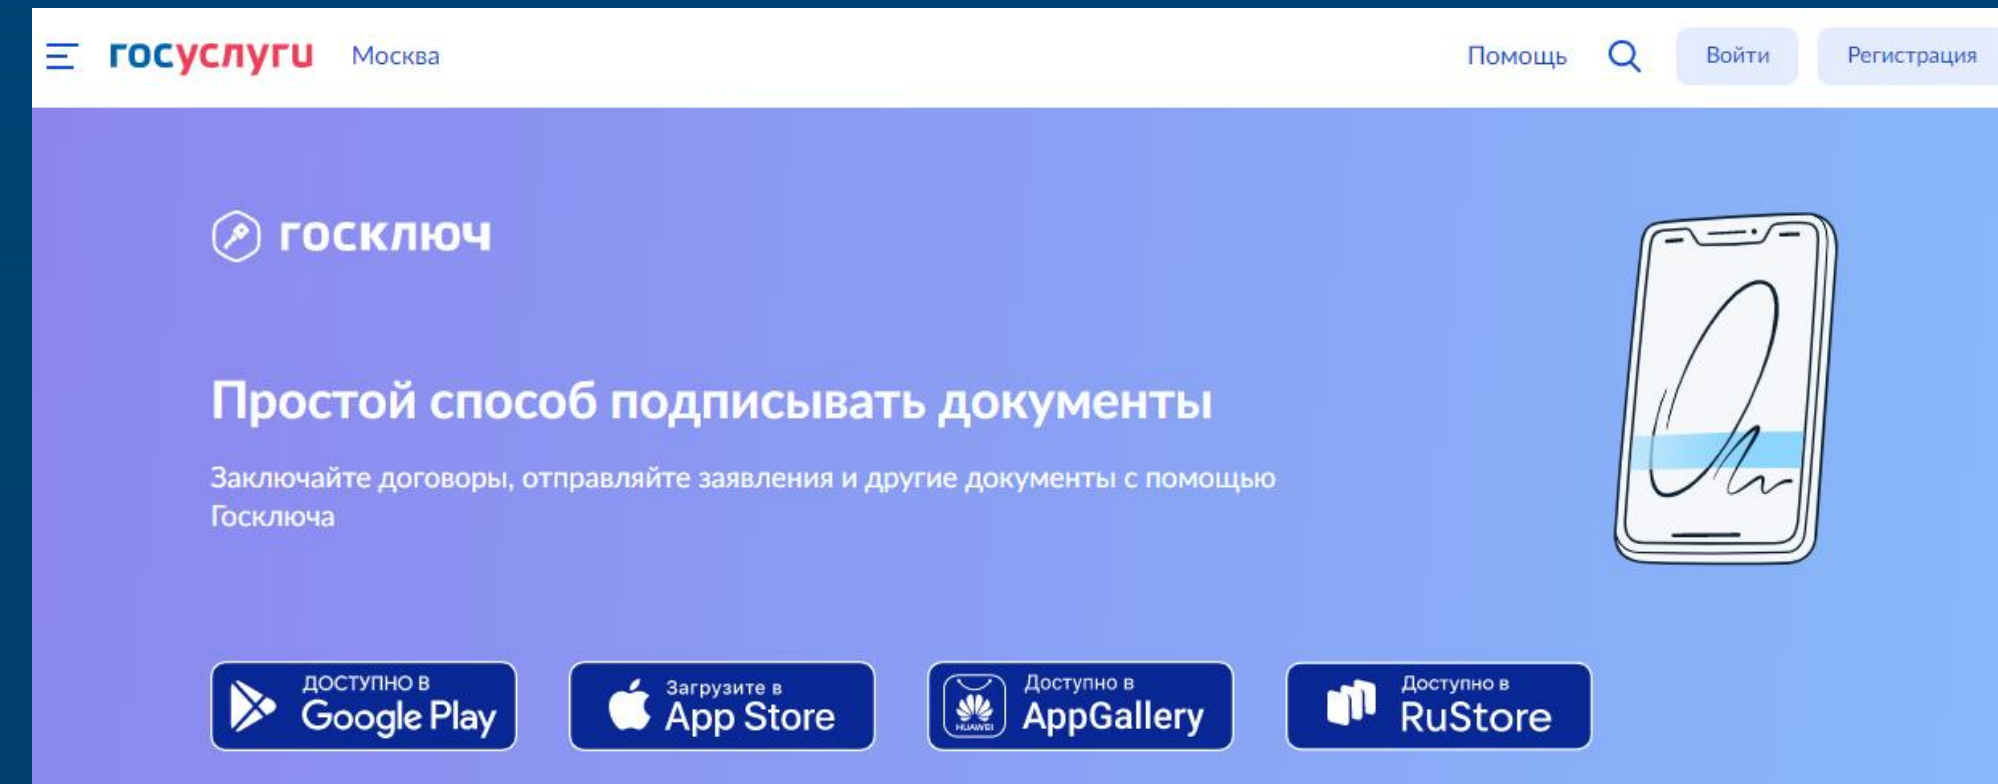 госуслуги Москва Помощь Войти Регистрация
госключ
Простой способ подписывать документы
Заключайте договоры, отправляйте заявления и другие документы с помощью
Госключа
ДОСТУПНО В
Google Play
Загрузите в
App Store
HUAWEI
Доступно в
AppGallery
Доступно в
RuStore